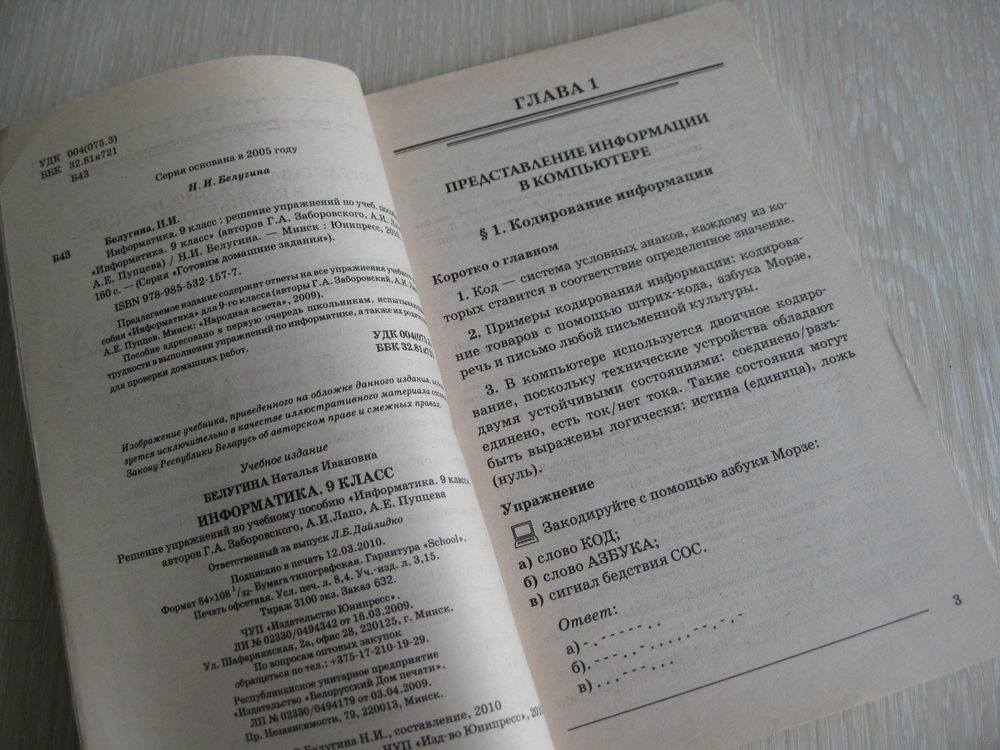 УДК 004(075.3)
ББК 32.81я721
Б43
Серия основана в 2005 году
Н. И. Белугина
Белугина, Н.И.
Б43 Информатика. 9 класс : решение упражнений по учеб.
«Информатика. 9 класс» (авторов Г.А. Заборовского, А.И.
А.Е. Пупцева) / Н.И. Белугина. — Минск : Юнипресс,
160 с. — (Серия «Готовим домашние задания»).
ISBN 978-985-532-157-7.
Предлагаемое издание содержит ответы на все упражнения
собия «Информатика» для 9-го класса (авторы Г.А. Заборовский, А.И.
А.Е. Пупцев. Минск: «Народная асвета», 2009).
Пособие адресовано в первую очередь школьникам,
трудности в выполнении упражнений по информатике, а также их
для проверки домашних работ.
УДК
ББК 32.81я721
Изображение учебника, приведенного на обложке данного издания,
зуется исключительно в качестве иллюстративного материала
Закону Республики Беларусь об авторском праве и смежных правах.
Учебное издание
БЕЛУГИНА Наталья Ивановна
ИНФОРМАТИКА. 9 КЛАСС
Решение упражнений по учебному пособию «Информатика. 9 класс»
авторов Г.А. Заборовского, А.И.Лапо, А.Е. Пупцева
Ответственный за выпуск Л.Б. Дайлидко
Подписано в печать 12.03.2010.
Формат 84×108 1/32. Бумага типографская. Гарнитура «School».
Печать офсетная. Усл. печ. л. 8,4. Уч.-изд. л. 3,15.
Тираж 3100 экз. Заказ 632.
ЧУП «Издательство Юнипресс».
ЛИ № 02330/0494342 от 16.03.2009.
Ул. Шафарнянская, 2а, офис 28, 220125, г. Минск.
По вопросам оптовых закупок
обращаться по тел.: +375-17-210-19-29.
Республиканское унитарное предприятие
«Издательство «Белорусский Дом печати».
ЛП № 02330/0494179 от 03.04.2009.
Пр. Независимости, 79, 220013, Минск.
Белугина Н.И., составление, 2010
ЧУП «Изд-во Юнипресс»,
ГЛАВА 1
ПРЕДСТАВЛЕНИЕ ИНФОРМАЦИИ
В КОМПЬЮТЕРЕ
§ 1. Кодирование информации
Коротко о главном
1. Код — система условных знаков, каждому из ко-
торых ставится в соответствие определенное значение.
2. Примеры кодирования информации: кодирова-
ние товаров с помощью штрих-кода, азбука Морзе,
речь и письмо любой письменной культуры.
3. В компьютере используется двоичное кодиро-
вание, поскольку технические устройства обладают
двумя устойчивыми состояниями: соединено/разъ-
единено, есть ток/нет тока. Такие состояния могут
быть выражены логически: истина (единица), ложь
(нуль).
Упражнение
Закодируйте с помощью азбуки Морзе:
а) слово КОД;
б) слово АЗБУКА;
в) сигнал бедствия СОС.
Ответ:
а) - . - - - - - . .
б) . - - - . . - . . . . . - - . - . -
в) . . . - - - . . .
3